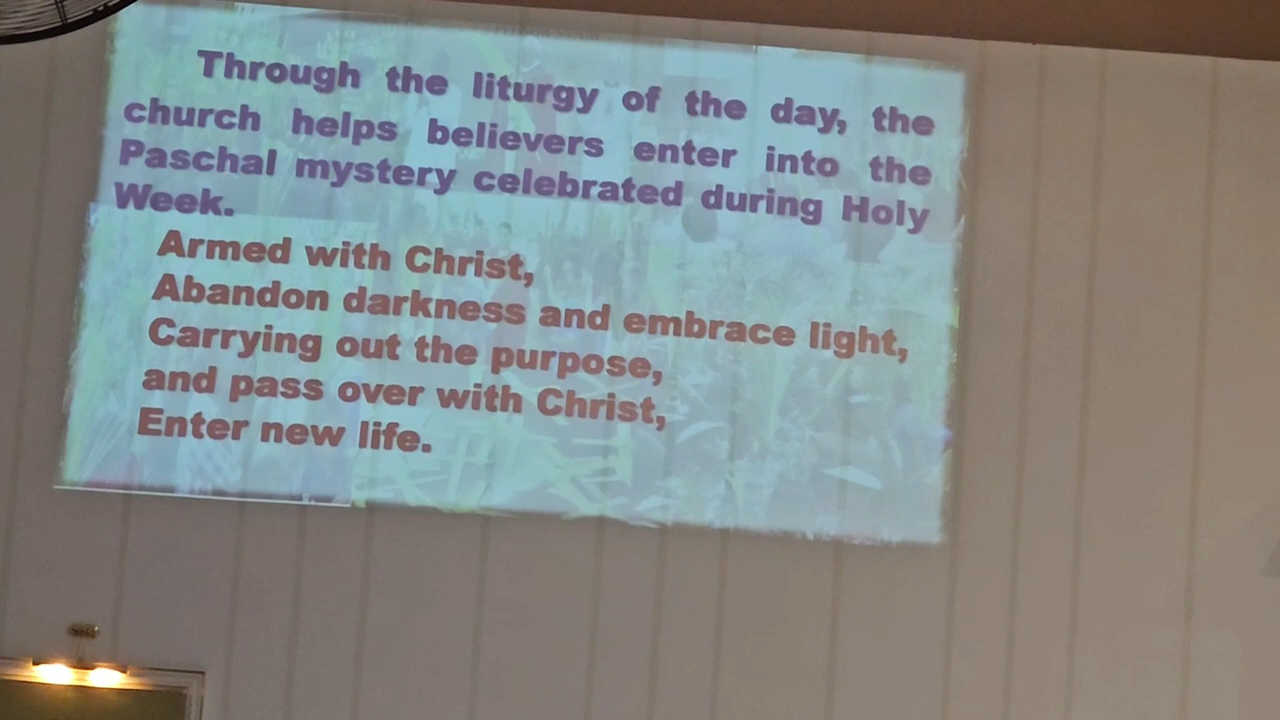 Through the liturgy of the day, the
church helps believers enter into the
Paschal mystery celebrated during Holy
Week.
Armed with Christ,
Abandon darkness and embrace light,
Carrying out the purpose,
and pass over with Christ,
Enter new life.